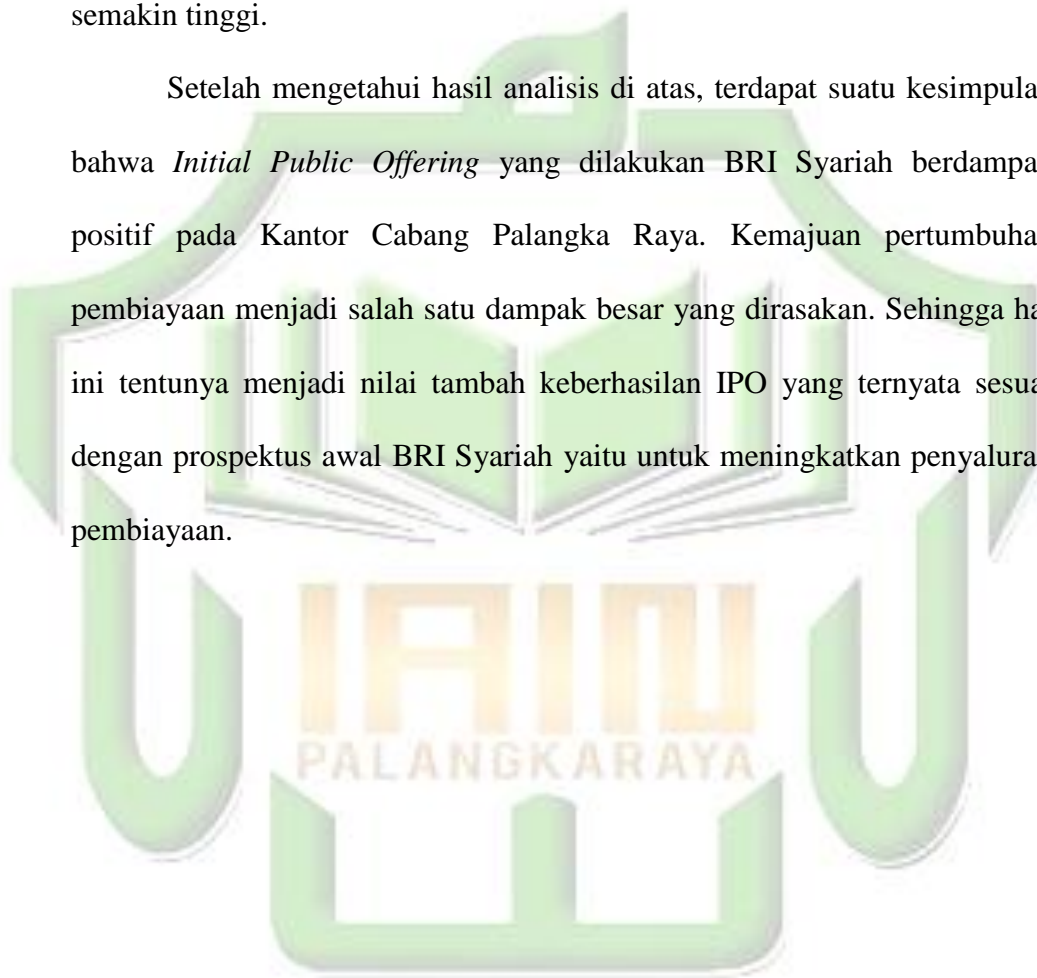 semakin tinggi.
Setelah mengetahui hasil analisis di atas, terdapat suatu kesimpula
bahwa Initial Public Offering yang dilakukan BRI Syariah berdampa
positif pada Kantor Cabang Palangka Raya. Kemajuan pertumbuha
pembiayaan menjadi salah satu dampak besar yang dirasakan. Sehingga ha
ini tentunya menjadi nilai tambah keberhasilan IPO yang ternyata sesua
dengan prospektus awal BRI Syariah yaitu untuk meningkatkan penyalura
pembiayaan.
IAIN
PALANGKARAYA